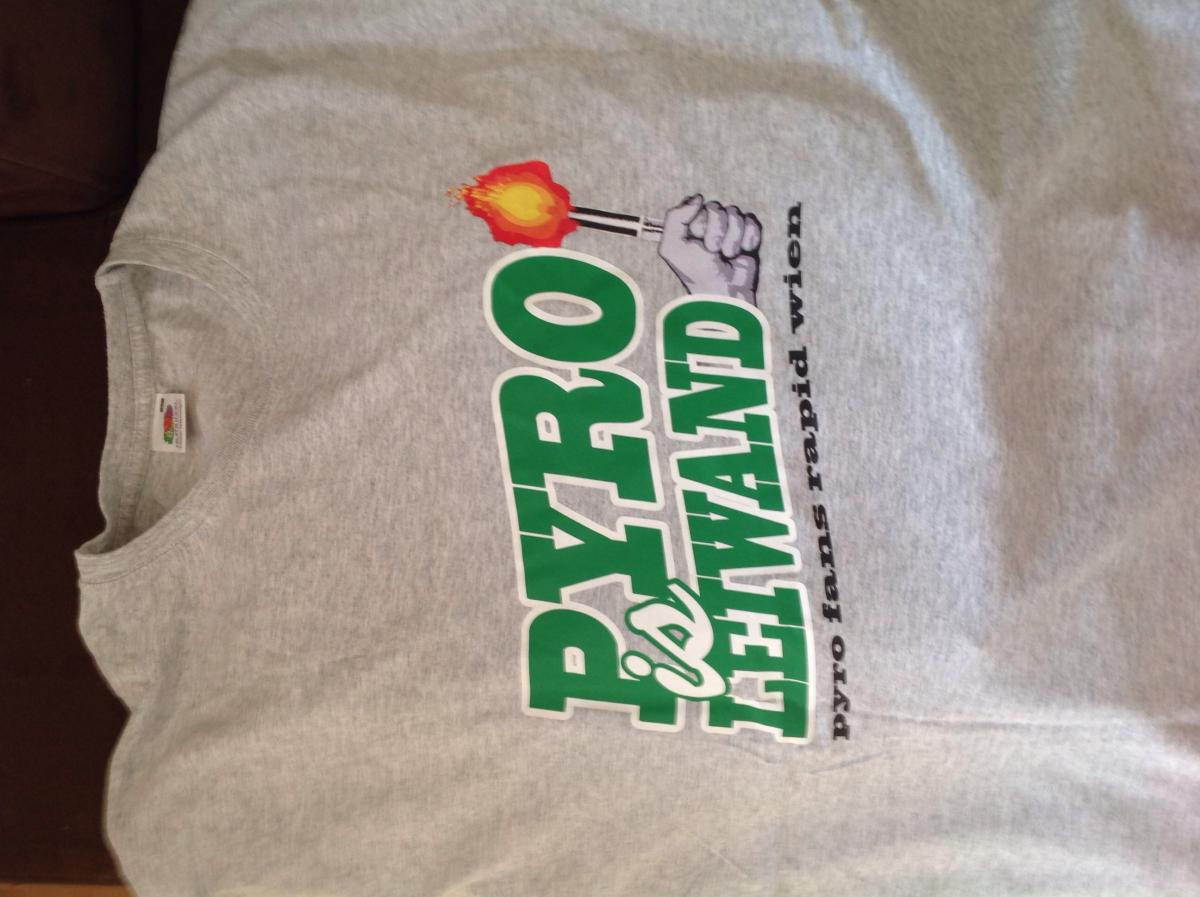 PYRO
is
LEIWAND
pyro fans rapid wien